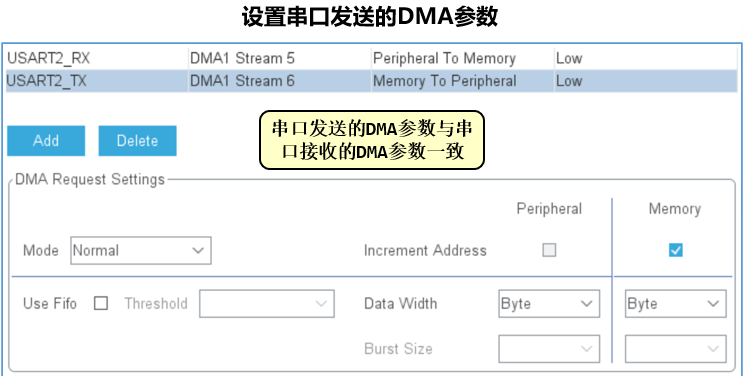 设置串口发送的DMA参数
USART2_RX DMA1 Stream 5 Peripheral To Memory Low
USART2_TX DMA1 Stream 6 Memory To Peripheral Low
Add Delete
串口发送的DMA参数与串
口接收的DMA参数一致
DMA Request Settings
Peripheral Memory
Mode Normal Increment Address
Use Fifo Threshold Data Width Byte Byte
Burst Size